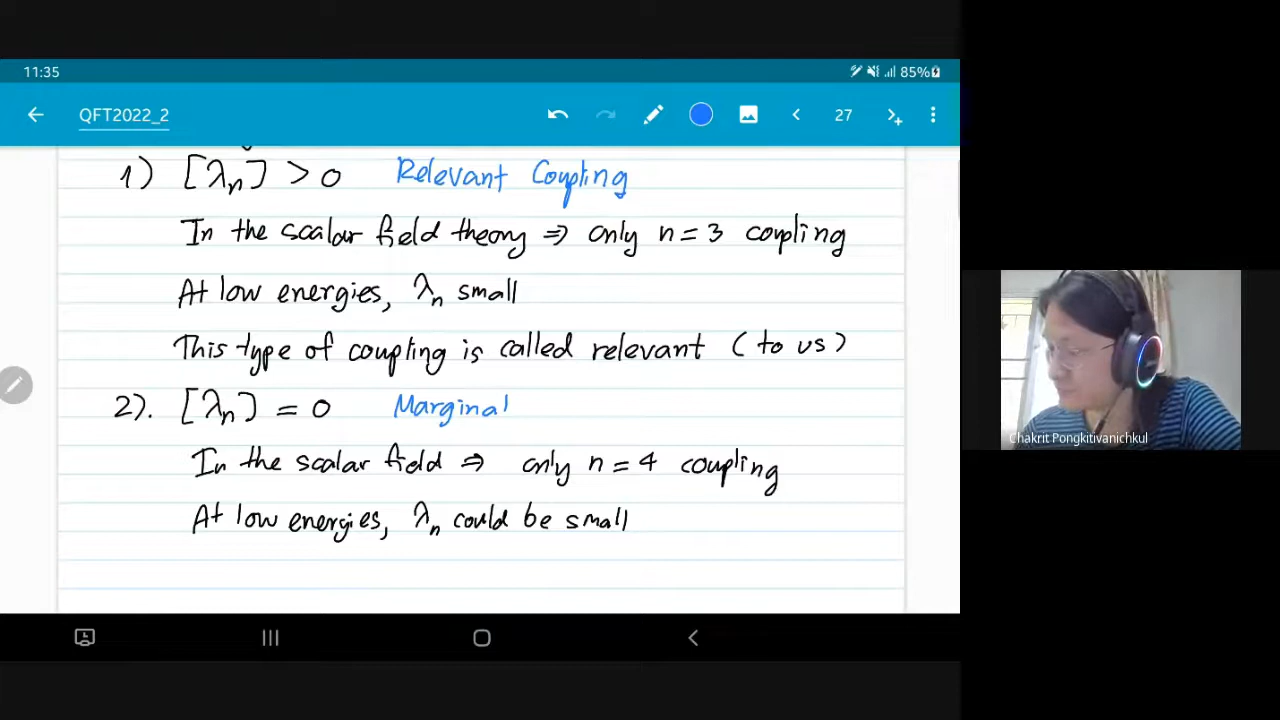 11:35
85%
QFT2022_2
27
1) [λn] > 0 Relevant Coupling
In the scalar field theory ⇒ only n = 3 coupling
At low energies, λn small
This type of coupling is called relevant (to us)
2). [λn] = 0 Marginal
In the scalar field ⇒ only n = 4 coupling
At low energies, λn could be small
Chakrit Pongkitivanichkul